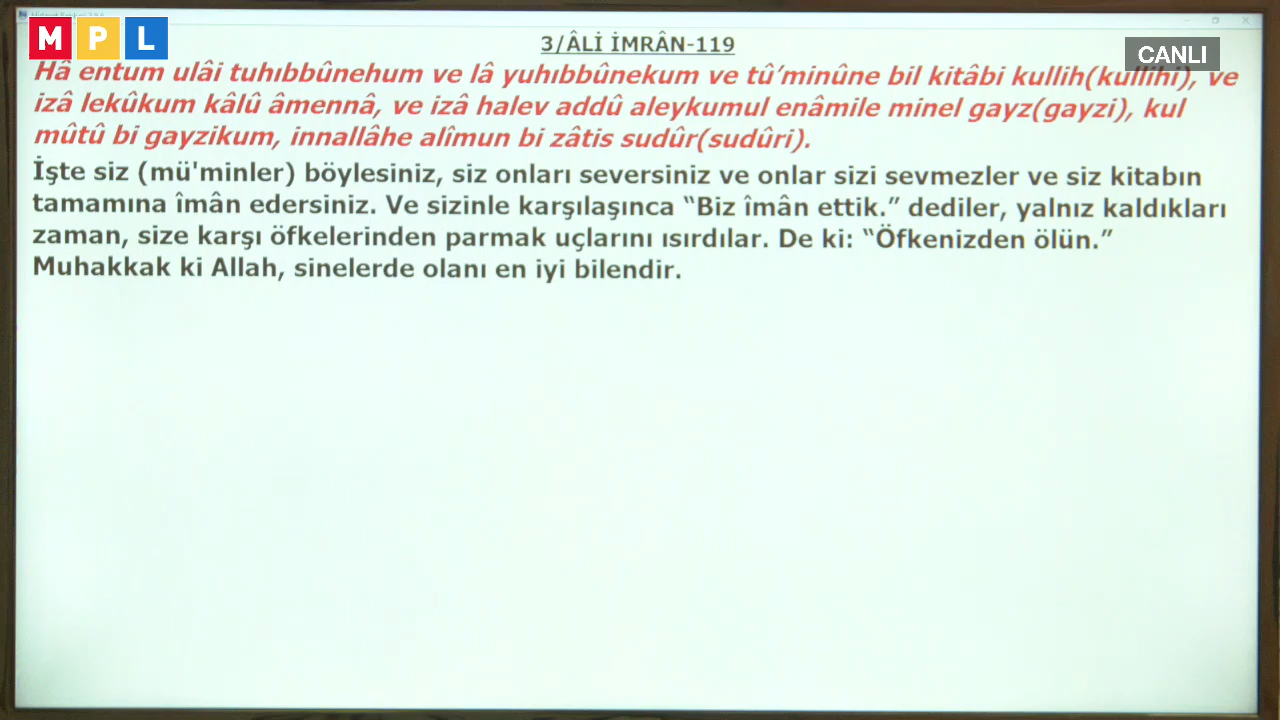 M P L
CANLI
3/ÂLİ İMRÂN-119
Hâ entum ulâi tuhıbbûnehum ve lâ yuhıbbûnekum ve tû’minûne bil kitâbi kullih(kullihi), ve
izâ lekûkum kâlû âmennâ, ve izâ halev addû aleykumul enâmile minel gayz(gayzi), kul
mûtû bi gayzikum, innallâhe alîmun bi zâtis sudûr(sudûri).
İşte siz (mü'minler) böylesiniz, siz onları seversiniz ve onlar sizi sevmezler ve siz kitabın
tamamına îmân edersiniz. Ve sizinle karşılaşınca “Biz îmân ettik.” dediler, yalnız kaldıkları
zaman, size karşı öfkelerinden parmak uçlarını ısırdılar. De ki: “Öfkenizden ölün.”
Muhakkak ki Allah, sinelerde olanı en iyi bilendir.